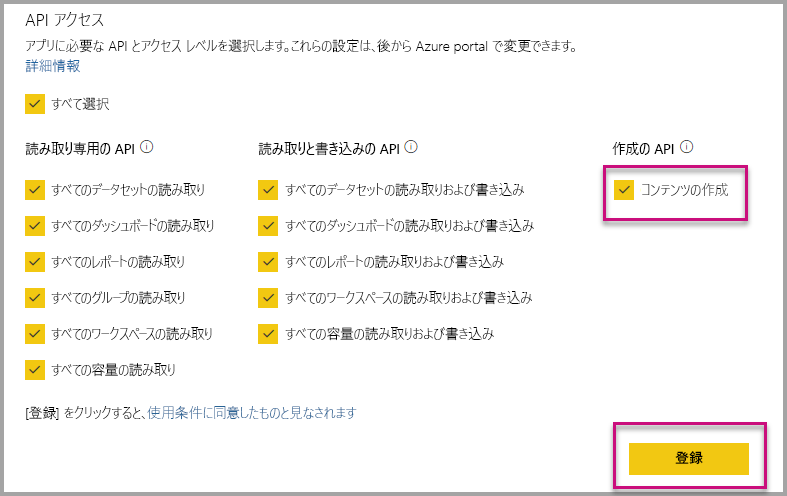 API アクセス
アプリに必要な API とアクセス レベルを選択します。これらの設定は、後から Azure portal で変更できます。
詳細情報
すべて選択
読み取り専用の API
すべてのデータセットの読み取り
すべてのダッシュボードの読み取り
すべてのレポートの読み取り
すべてのグループの読み取り
すべてのワークスペースの読み取り
すべての容量の読み取り
読み取りと書き込みの API
すべてのデータセットの読み取りおよび書き込み
すべてのダッシュボードの読み取りおよび書き込み
すべてのレポートの読み取りおよび書き込み
すべてのワークスペースの読み取りおよび書き込み
すべての容量の読み取りおよび書き込み
作成の API
コンテンツの作成
[登録] をクリックすると、使用条件に同意したものと見なされます
登録